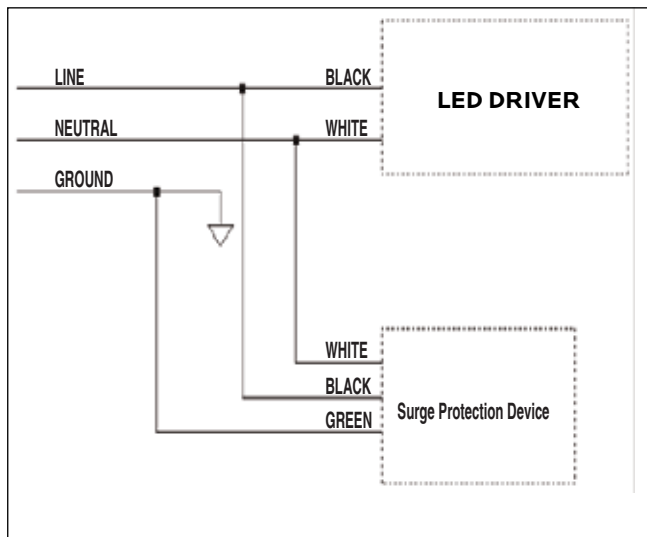 LINE
BLACK
LED DRIVER
NEUTRAL
WHITE
GROUND
WHITE
BLACK
Surge Protection Device
GREEN